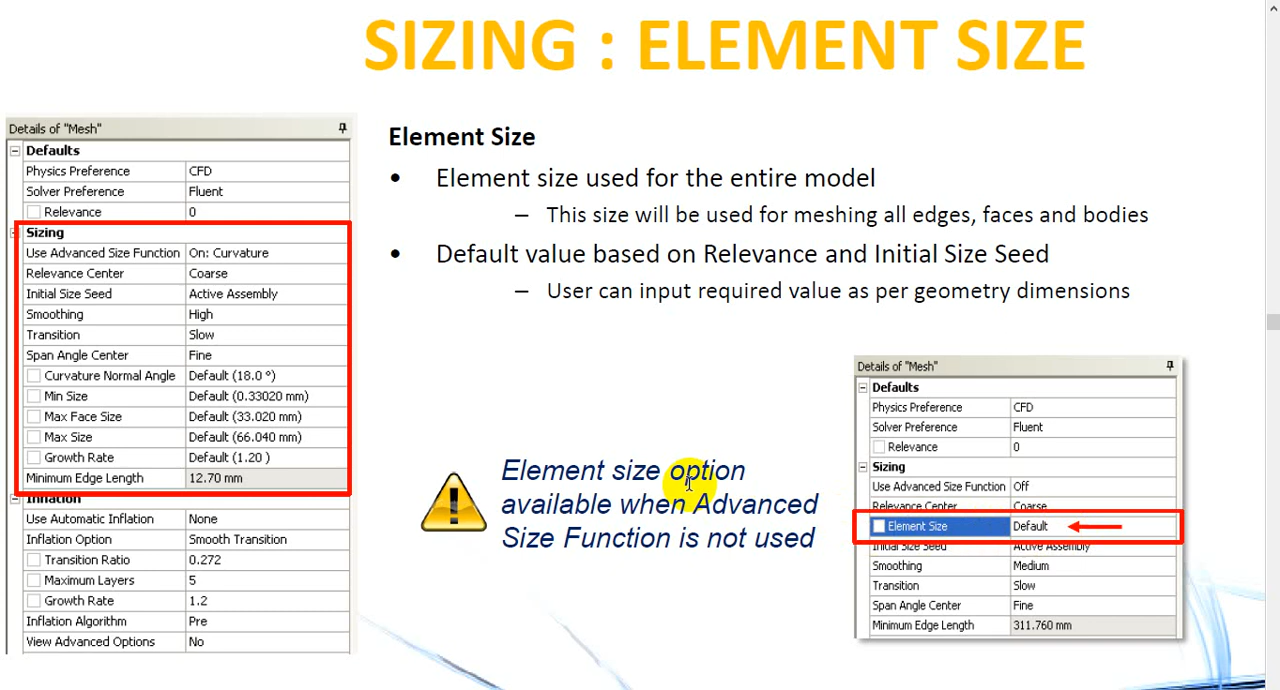 SIZING : ELEMENT SIZE
Details of "Mesh"
Defaults
Physics Preference CFD
Solver Preference Fluent
Relevance 0
Sizing
Use Advanced Size Function On: Curvature
Relevance Center Coarse
Initial Size Seed Active Assembly
Smoothing High
Transition Slow
Span Angle Center Fine
Curvature Normal Angle Default (18.0 °)
Min Size Default (0.33020 mm)
Max Face Size Default (33.020 mm)
Max Size Default (66.040 mm)
Growth Rate Default (1.20 )
Minimum Edge Length 12.70 mm
Inflation
Use Automatic Inflation None
Inflation Option Smooth Transition
Transition Ratio 0.272
Maximum Layers 5
Growth Rate 1.2
Inflation Algorithm Pre
View Advanced Options No
Element Size
• Element size used for the entire model
– This size will be used for meshing all edges, faces and bodies
• Default value based on Relevance and Initial Size Seed
– User can input required value as per geometry dimensions
Element size option
available when Advanced
Size Function is not used
Details of "Mesh"
Defaults
Physics Preference CFD
Solver Preference Fluent
Relevance 0
Sizing
Use Advanced Size Function Off
Relevance Center Coarse
Element Size Default
Initial Size Seed Active Assembly
Smoothing Medium
Transition Slow
Span Angle Center Fine
Minimum Edge Length 311.760 mm